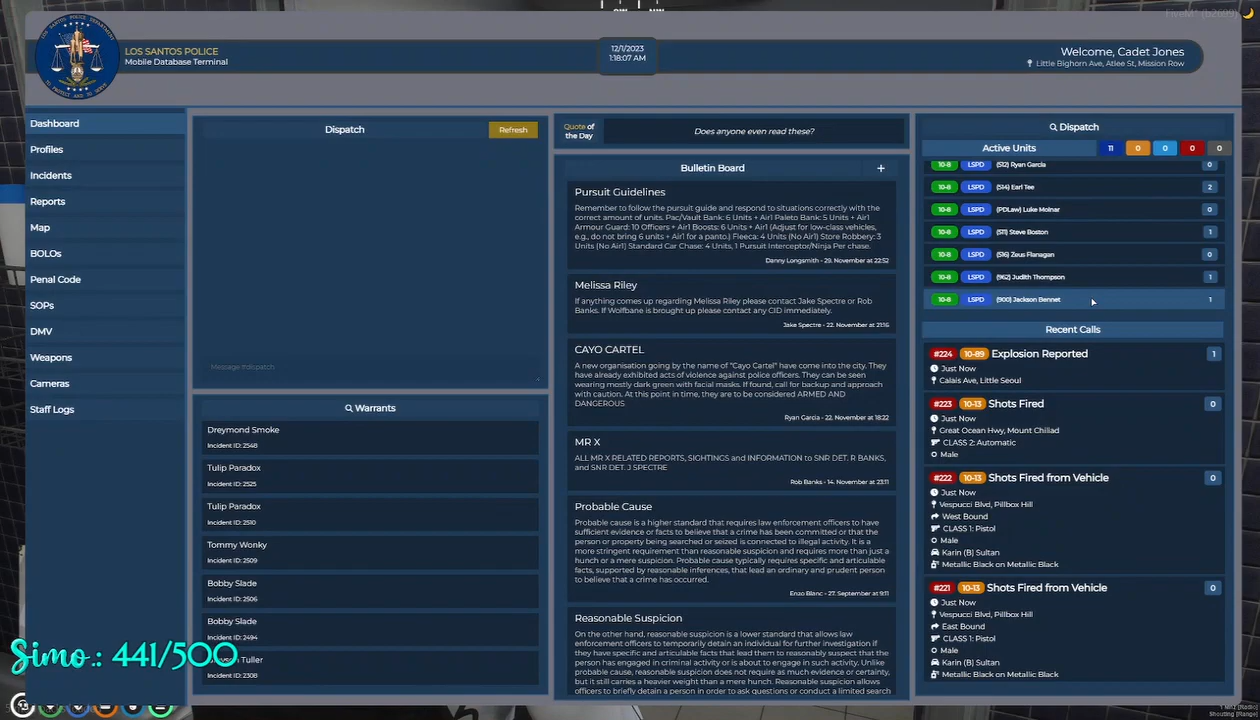 FiveM® (b2699)
LOS SANTOS POLICE
Mobile Database Terminal
12/1/2023
1:18:07 AM
Welcome, Cadet Jones
Little Bighorn Ave, Atlee St, Mission Row
Dashboard
Profiles
Incidents
Reports
Map
BOLOs
Penal Code
SOPs
DMV
Weapons
Cameras
Staff Logs
Dispatch
Refresh
Message #dispatch
Warrants
Dreymond Smoke
Incident ID: 2548
Tulip Paradox
Incident ID: 2525
Tulip Paradox
Incident ID: 2510
Tommy Wonky
Incident ID: 2509
Bobby Slade
Incident ID: 2506
Bobby Slade
Incident ID: 2494
Tuller
Incident ID: 2308
Simo.: 441/500
Quote of
the Day
Does anyone even read these?
Bulletin Board +
Pursuit Guidelines
Remember to follow the pursuit guide and respond to situations correctly with the
correct amount of units. Pac/Vault Bank: 6 Units + Air1 Paleto Bank: 5 Units + Air1
Armour Guard: 10 Officers + Air1 Boosts: 6 Units + Air1 (Adjust for low-class vehicles,
e.g., do not bring 6 units + Air1 for a panto.) Fleeca: 4 Units (No Air1) Store Robbery: 3
Units (No Air1) Standard Car Chase: 4 Units, 1 Pursuit Interceptor/Ninja Per chase.
Danny Longsmith - 29. November at 22:52
Melissa Riley
If anything comes up regarding Melissa Riley please contact Jake Spectre or Rob
Banks. If Wolfbane is brought up please contact any CID immediately.
Jake Spectre - 22. November at 21:16
CAYO CARTEL
A new organisation going by the name of "Cayo Cartel" have come into the city. They
have already exhibited acts of violence against police officers. They can be seen
wearing mostly dark green with facial masks. If found, call for backup and approach
with caution. At this point in time, they are to be considered ARMED AND
DANGEROUS.
Ryan Garcia - 22. November at 18:22
MR X
ALL MR X RELATED REPORTS, SIGHTINGS and INFORMATION to SNR DET. R BANKS,
and SNR DET. J SPECTRE
Rob Banks - 14. November at 23:11
Probable Cause
Probable cause is a higher standard that requires law enforcement officers to have
sufficient evidence or facts to believe that a crime has been committed or that the
person or property being searched or seized is connected to illegal activity. It is a
more stringent requirement than reasonable suspicion and requires more than just a
hunch or a mere suspicion. Probable cause typically requires specific and articulable
facts, supported by reasonable inferences, that lead an ordinary and prudent person
to believe that a crime has occurred.
Enzo Blanc - 27. September at 9:11
Reasonable Suspicion
On the other hand, reasonable suspicion is a lower standard that allows law
enforcement officers to temporarily detain an individual for further investigation if
they have specific and articulable facts that lead them to reasonably suspect that the
person has engaged in criminal activity or is about to engage in such activity. Unlike
probable cause, reasonable suspicion does not require as much evidence or certainty,
but it still carries a heavier weight than a mere hunch. Reasonable suspicion allows
officers to briefly detain a person in order to ask questions or conduct a limited search
Dispatch
Active Units 11 0 0 0 0
10-8 LSPD (512) Ryan Garcia 0
10-8 LSPD (514) Earl Tee 2
10-8 LSPD (PDLaw) Luke Molnar 0
10-8 LSPD (511) Steve Boston 1
10-8 LSPD (516) Zeus Flanagan 0
10-8 LSPD (962) Judith Thompson 1
10-8 LSPD (900) Jackson Bennet 1
Recent Calls
#224 10-89 Explosion Reported 1
Just Now
Calais Ave, Little Seoul
#223 10-13 Shots Fired 0
Just Now
Great Ocean Hwy, Mount Chiliad
CLASS 2: Automatic
Male
#222 10-13 Shots Fired from Vehicle 0
Just Now
Vespucci Blvd, Pillbox Hill
West Bound
CLASS 1: Pistol
Male
Karin (B) Sultan
Metallic Black on Metallic Black
#221 10-13 Shots Fired from Vehicle 0
Just Now
Vespucci Blvd, Pillbox Hill
East Bound
CLASS 1: Pistol
Male
Karin (B) Sultan
Metallic Black on Metallic Black
Shouting [Range]